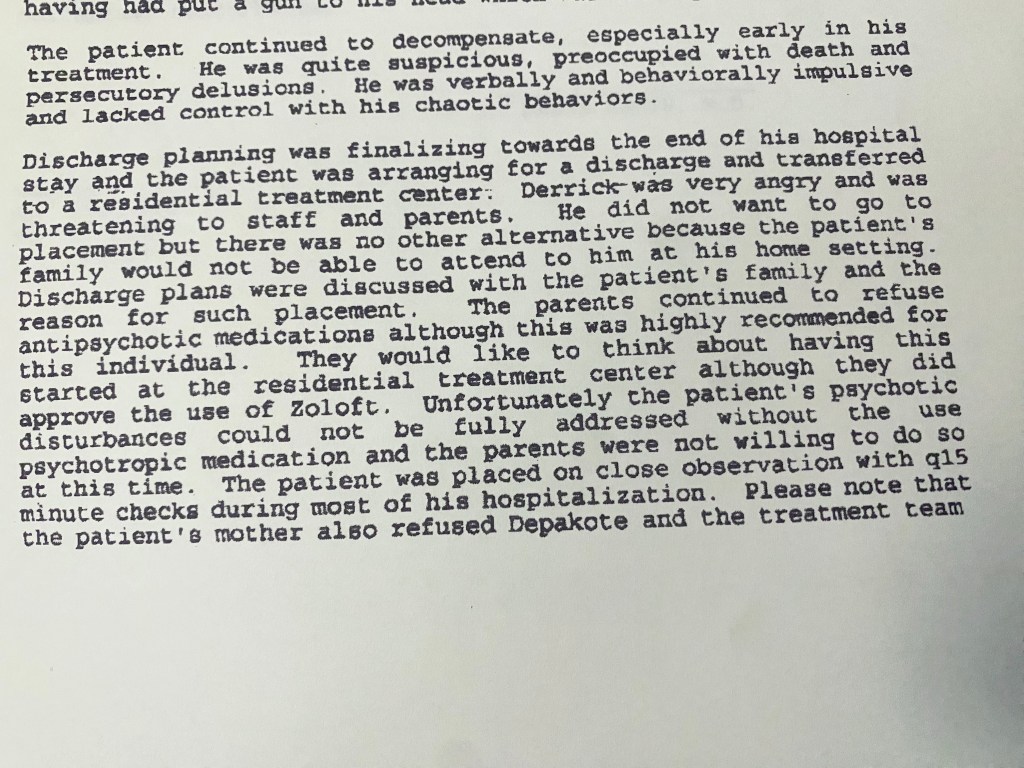 having had put a gun to his head
The patient continued to decompensate, especially early in his
treatment. He was quite suspicious, preoccupied with death and
persecutory delusions. He was verbally and behaviorally impulsive
and lacked control with his chaotic behaviors.
Discharge planning was finalizing towards the end of his hospital
stay and the patient was arranging for a discharge and transferred
to a residential treatment center. Derrick was very angry and was
threatening to staff and parents. He did not want to go to
placement but there was no other alternative because the patient's
family would not be able to attend to him at his home setting.
Discharge plans were discussed with the patient's family and the
reason for such placement. The parents continued to refuse
antipsychotic medications although this was highly recommended for
this individual. They would like to think about having this
started at the residential treatment center although they did
approve the use of Zoloft. Unfortunately the patient's psychotic
disturbances could not be fully addressed without the use
psychotropic medication and the parents were not willing to do so
at this time. The patient was placed on close observation with q15
minute checks during most of his hospitalization. Please note that
the patient's mother also refused Depakote and the treatment team